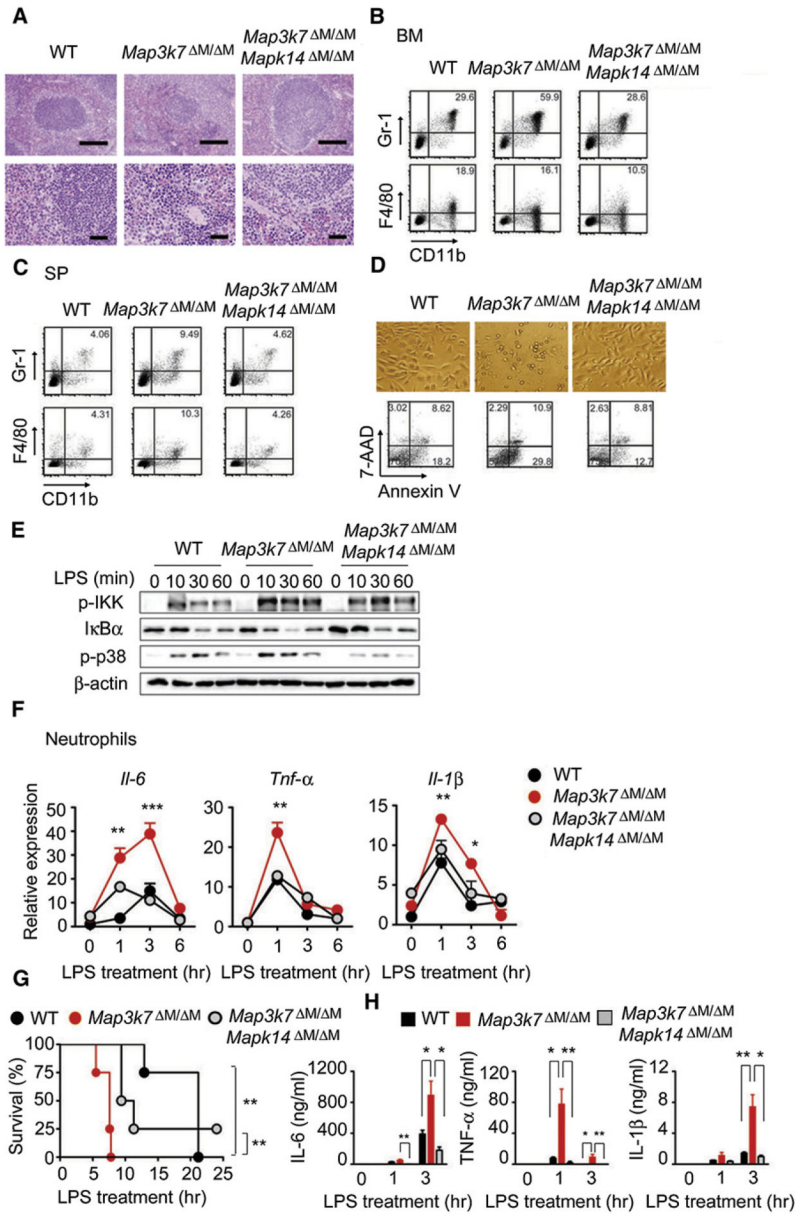 A
WT Map3k7 ΔM/ΔM Map3k7 ΔM/ΔM
Mapk14 ΔM/ΔM
B BM
WT Map3k7 ΔM/ΔM Map3k7 ΔM/ΔM
Mapk14 ΔM/ΔM
29.6 59.9 28.6
Gr-1
18.9 16.1 10.5
F4/80
CD11b
C SP
WT Map3k7 ΔM/ΔM Map3k7 ΔM/ΔM
Mapk14 ΔM/ΔM
4.06 9.49 4.62
Gr-1
4.31 10.3 4.26
F4/80
CD11b
D
WT Map3k7 ΔM/ΔM Map3k7 ΔM/ΔM
Mapk14 ΔM/ΔM
3.02 8.62 2.29 10.9 2.63 8.81
7-AAD
18.2 29.8 12.7
Annexin V
E
WT Map3k7 ΔM/ΔM Map3k7 ΔM/ΔM
Mapk14 ΔM/ΔM
LPS (min) 0 10 30 60 0 10 30 60 0 10 30 60
p-IKK
IκBα
p-p38
β-actin
F
Neutrophils
Il-6 Tnf-α Il-1β
WT
Map3k7 ΔM/ΔM
Map3k7 ΔM/ΔM
Mapk14 ΔM/ΔM
Relative expression
50 40 30 20 10 0
** ***
30 20 10 0
**
15 10 5 0
** *
0 1 3 6 0 1 3 6 0 1 3 6
LPS treatment (hr) LPS treatment (hr) LPS treatment (hr)
G
WT Map3k7 ΔM/ΔM Map3k7 ΔM/ΔM
Mapk14 ΔM/ΔM
Survival (%)
100
75
50
25
0
**
**
0 5 10 15 20 25
LPS treatment (hr)
H
WT Map3k7 ΔM/ΔM Map3k7 ΔM/ΔM
Mapk14 ΔM/ΔM
IL-6 (ng/ml)
1200
800
400
0
** * *
0 1 3
LPS treatment (hr)
TNF-α (ng/ml)
100
80
60
40
20
0
* ** * **
0 1 3
LPS treatment (hr)
IL-1β (ng/ml)
10
8
6
4
2
0
** *
0 1 3
LPS treatment (hr)